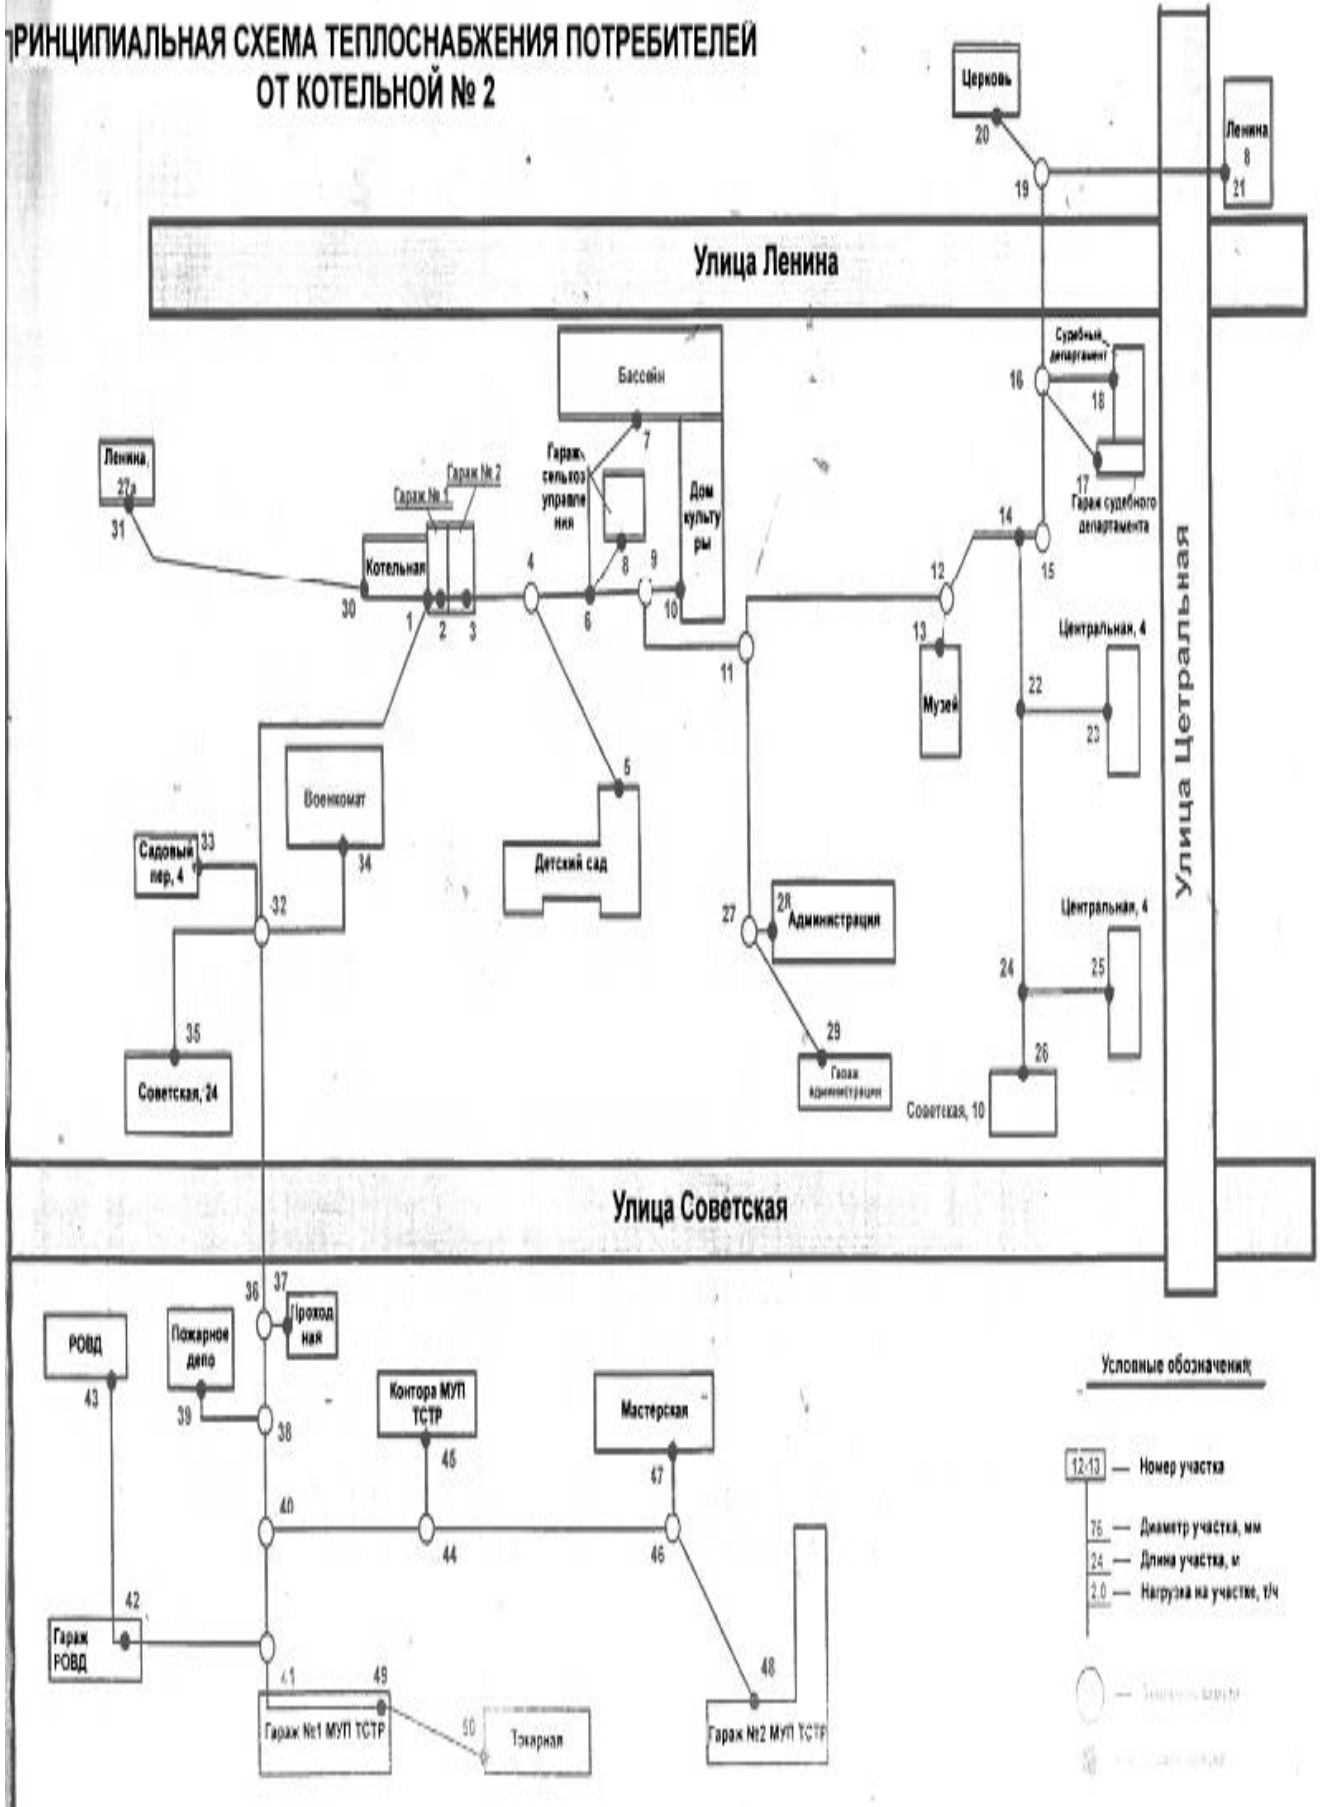 РИНЦИПИАЛЬНАЯ СХЕМА ТЕПЛОСНАБЖЕНИЯ ПОТРЕБИТЕЛЕЙ
ОТ КОТЕЛЬНОЙ № 2
Церковь
20
19
Ленина
8
21
Улица Ленина
Судебный
департамент
16
18
17
Гараж судебного
департамента
Бассейн
7
Гараж
сельхоз
управле
ния
8
Дом
культу
ры
Ленина,
27а
31
Гараж № 1
Гараж № 2
Котельная
30
1
2
3
4
6
9
10
11
12
13
Музей
14
15
Центральная, 4
22
23
Улица Цетральная
5
Детский сад
Военкомат
34
Садовый
пер, 4
33
32
35
Советская, 24
27
28
Администрация
29
Гараж
администрации
Центральная, 4
24
25
26
Советская, 10
Улица Советская
36
37
Проход
ная
РОВД
43
Пожарное
депо
39
38
Контора МУП
ТСТР
45
Мастерская
47
40
44
46
42
Гараж
РОВД
41
49
Гараж №1 МУП ТСТР
50
Токарная
48
Гараж №2 МУП ТСТР
Условные обозначения;
12-13 — Номер участка
76 — Диаметр участка, мм
24 — Длина участка, м
2.0 — Нагрузка на участке, т/ч